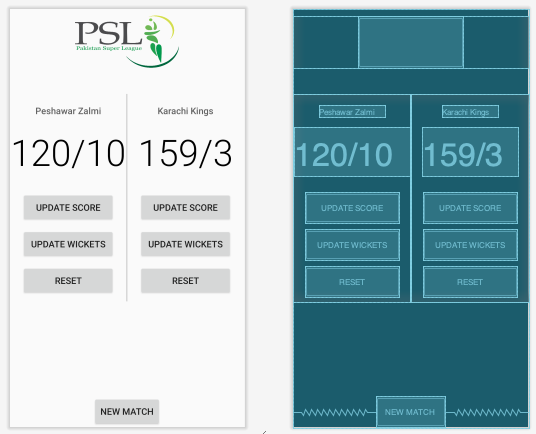 PSL
Pakistan Super League
Peshawar Zalmi
Karachi Kings
120/10
159/3
UPDATE SCORE
UPDATE SCORE
UPDATE WICKETS
UPDATE WICKETS
RESET
RESET
NEW MATCH
Peshawar Zalmi
Karachi Kings
120/10
159/3
UPDATE SCORE
UPDATE SCORE
UPDATE WICKETS
UPDATE WICKETS
RESET
RESET
NEW MATCH